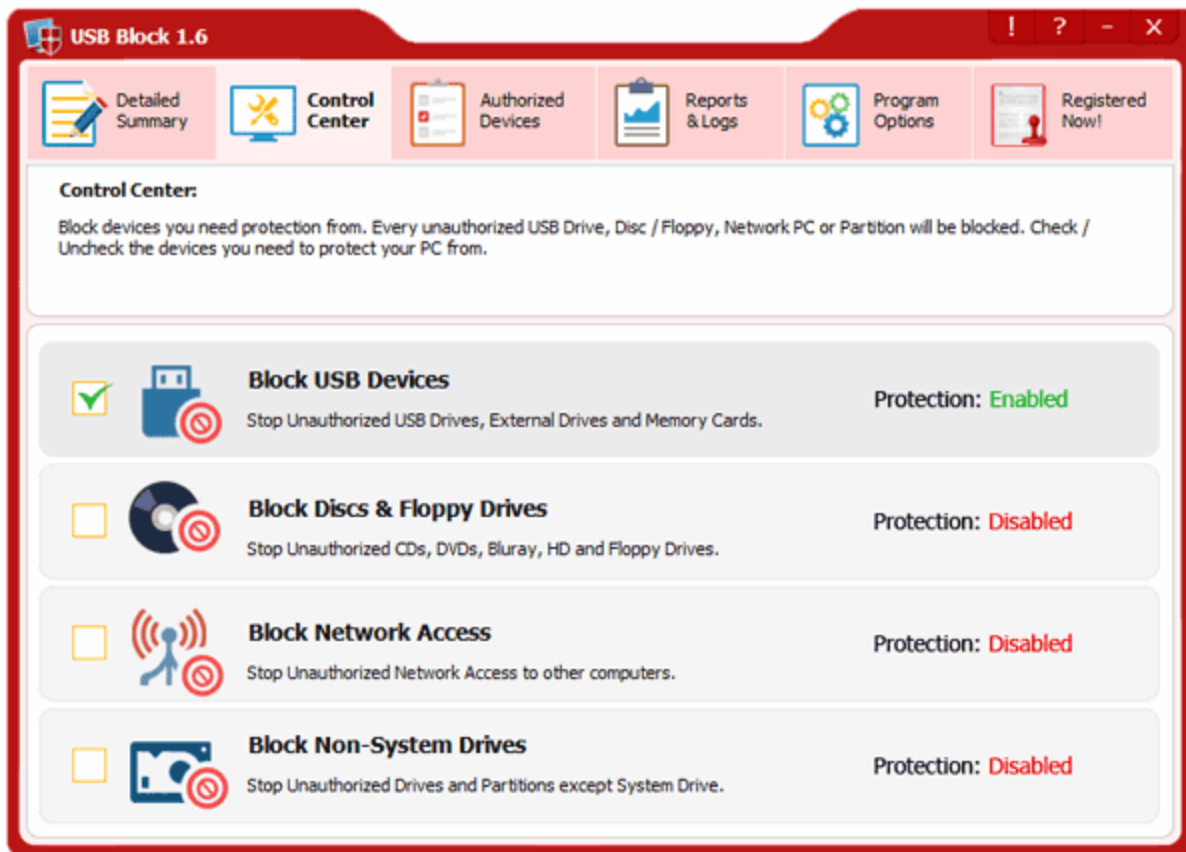 USB Block 1.6
! ? - X
Detailed
Summary
Control
Center
Authorized
Devices
Reports
& Logs
Program
Options
Registered
Now!
Control Center:
Block devices you need protection from. Every unauthorized USB Drive, Disc / Floppy, Network PC or Partition will be blocked. Check /
Uncheck the devices you need to protect your PC from.
Block USB Devices
Stop Unauthorized USB Drives, External Drives and Memory Cards.
Protection: Enabled
Block Discs & Floppy Drives
Stop Unauthorized CDs, DVDs, Bluray, HD and Floppy Drives.
Protection: Disabled
Block Network Access
Stop Unauthorized Network Access to other computers.
Protection: Disabled
Block Non-System Drives
Stop Unauthorized Drives and Partitions except System Drive.
Protection: Disabled